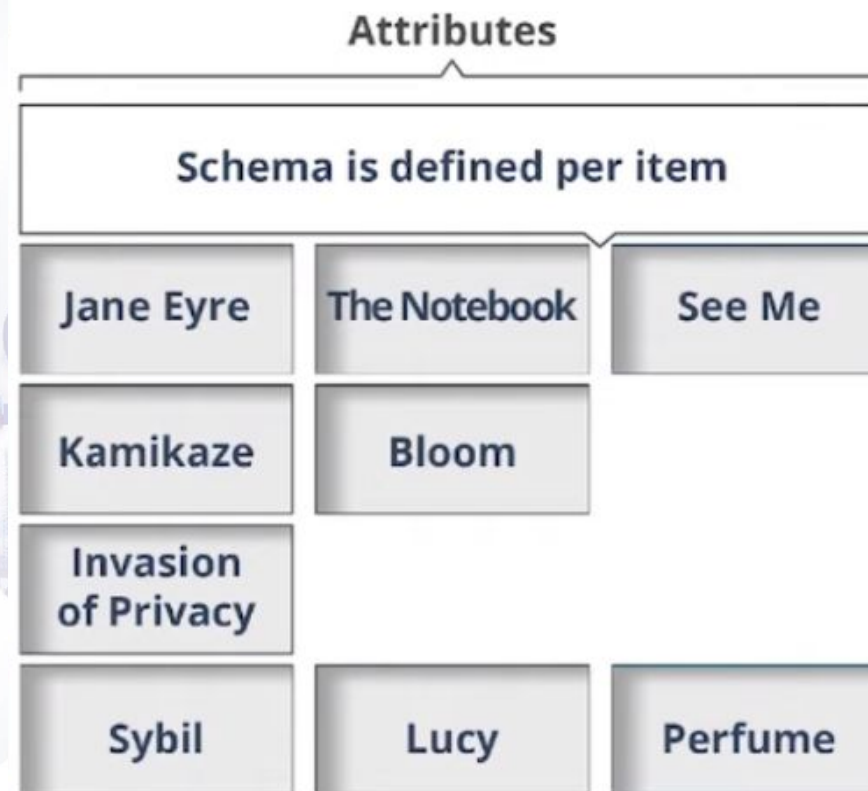 Attributes
Schema is defined per item
Jane Eyre
The Notebook
See Me
Kamikaze
Bloom
Invasion
of Privacy
Sybil
Lucy
Perfume